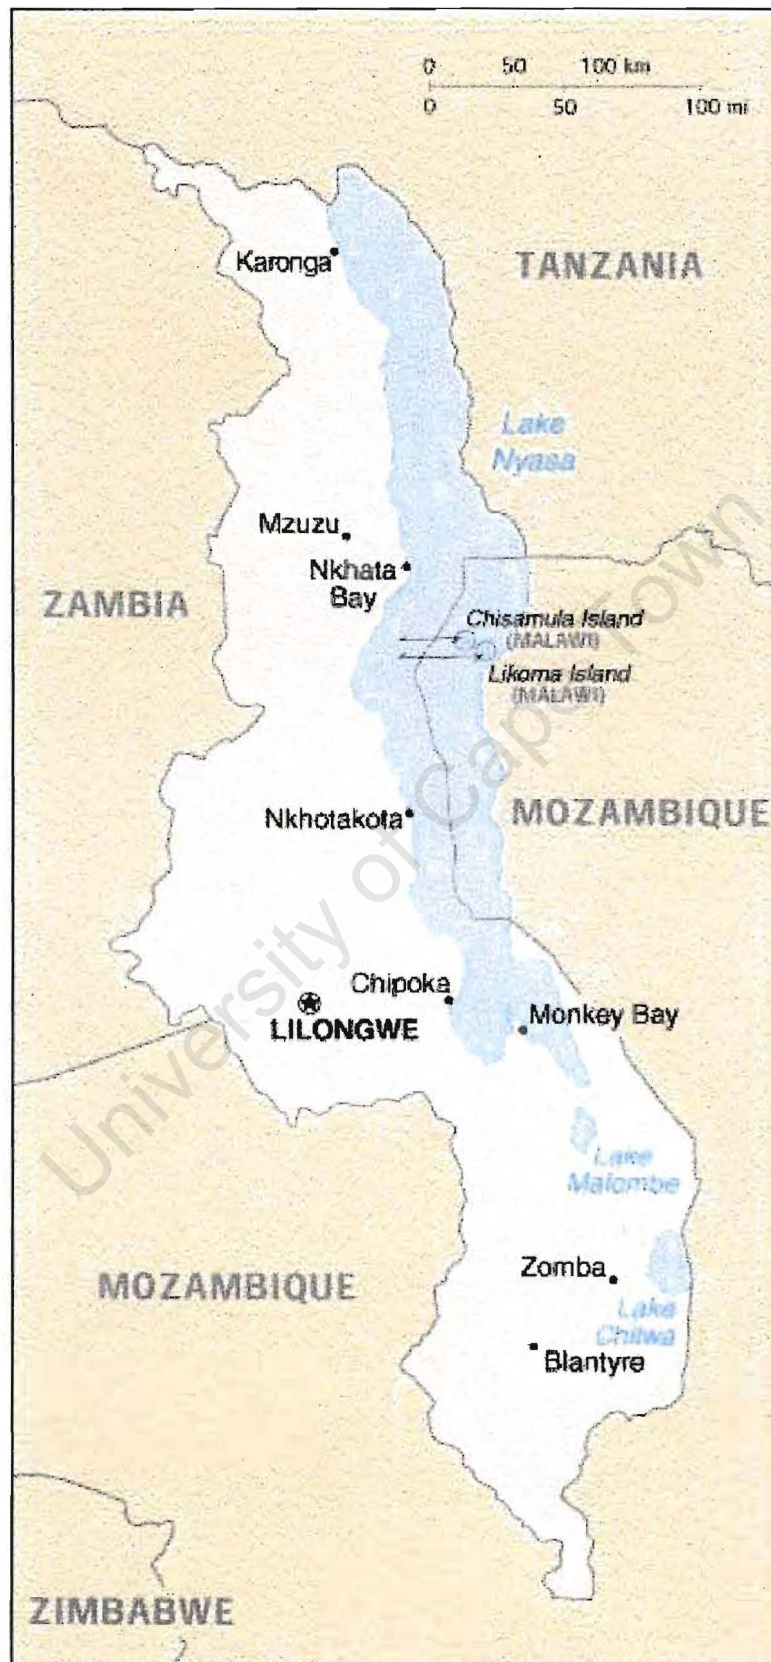 0 50 100 km
0 50 100 mi
Karonga
TANZANIA
Lake
Nyasa
Mzuzu
Nkhata
Bay
ZAMBIA
Chisamula Island
(MALAWI)
Likoma Island
(MALAWI)
Nkhotakota
MOZAMBIQUE
Chipoka
LILONGWE
Monkey Bay
Lake
Malombe
MOZAMBIQUE
Zomba
Lake
Chilwa
Blantyre
ZIMBABWE
University of Cape Town